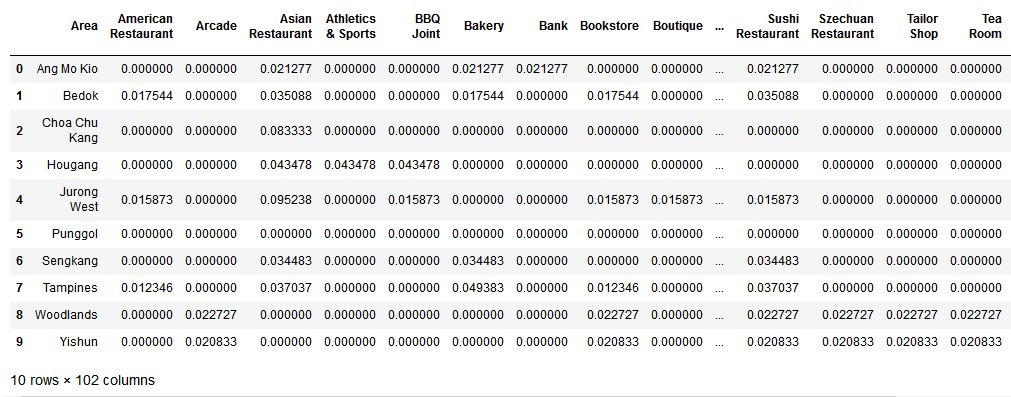 Area American Restaurant Arcade Asian Restaurant Athletics & Sports BBQ Joint Bakery Bank Bookstore Boutique ... Sushi Restaurant Szechuan Restaurant Tailor Shop Tea Room
0 Ang Mo Kio 0.000000 0.000000 0.021277 0.000000 0.000000 0.021277 0.021277 0.000000 0.000000 ... 0.021277 0.000000 0.000000 0.000000
1 Bedok 0.017544 0.000000 0.035088 0.000000 0.000000 0.017544 0.000000 0.017544 0.000000 ... 0.035088 0.000000 0.000000 0.000000
2 Choa Chu Kang 0.000000 0.000000 0.083333 0.000000 0.000000 0.000000 0.000000 0.000000 0.000000 ... 0.000000 0.000000 0.000000 0.000000
3 Hougang 0.000000 0.000000 0.043478 0.043478 0.043478 0.000000 0.000000 0.000000 0.000000 ... 0.000000 0.000000 0.000000 0.000000
4 Jurong West 0.015873 0.000000 0.095238 0.000000 0.015873 0.000000 0.000000 0.015873 0.015873 ... 0.015873 0.000000 0.000000 0.000000
5 Punggol 0.000000 0.000000 0.000000 0.000000 0.000000 0.000000 0.000000 0.000000 0.000000 ... 0.000000 0.000000 0.000000 0.000000
6 Sengkang 0.000000 0.000000 0.034483 0.000000 0.000000 0.034483 0.000000 0.000000 0.000000 ... 0.034483 0.000000 0.000000 0.000000
7 Tampines 0.012346 0.000000 0.037037 0.000000 0.000000 0.049383 0.000000 0.012346 0.000000 ... 0.037037 0.000000 0.000000 0.000000
8 Woodlands 0.000000 0.022727 0.000000 0.000000 0.000000 0.000000 0.000000 0.022727 0.000000 ... 0.022727 0.022727 0.022727 0.022727
9 Yishun 0.000000 0.020833 0.000000 0.000000 0.000000 0.000000 0.000000 0.020833 0.000000 ... 0.020833 0.020833 0.020833 0.020833
10 rows × 102 columns